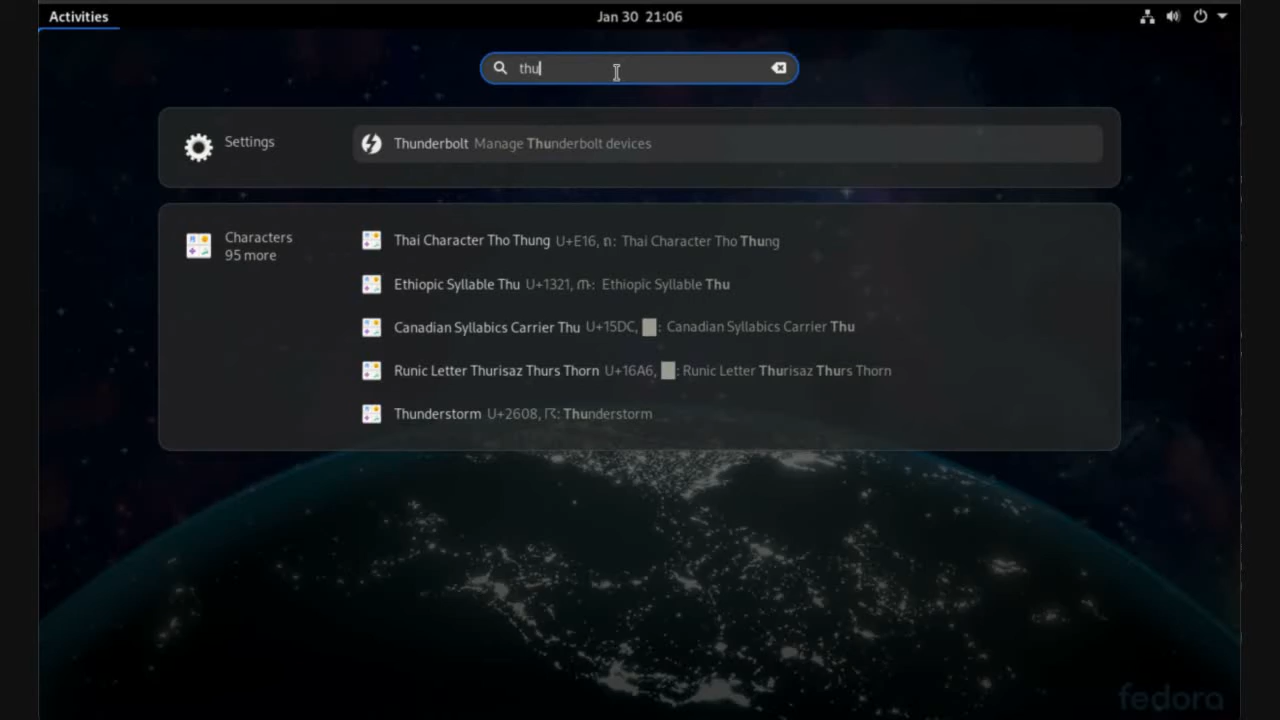 Activities
Jan 30 21:06
thu
Settings
Thunderbolt Manage Thunderbolt devices
Characters
95 more
Thai Character Tho Thung U+E16, ถ: Thai Character Tho Thung
Ethiopic Syllable Thu U+1321, ጡ: Ethiopic Syllable Thu
Canadian Syllabics Carrier Thu U+15DC, : Canadian Syllabics Carrier Thu
Runic Letter Thurisaz Thurs Thorn U+16A6, : Runic Letter Thurisaz Thurs Thorn
Thunderstorm U+2608, ☈: Thunderstorm
fedora